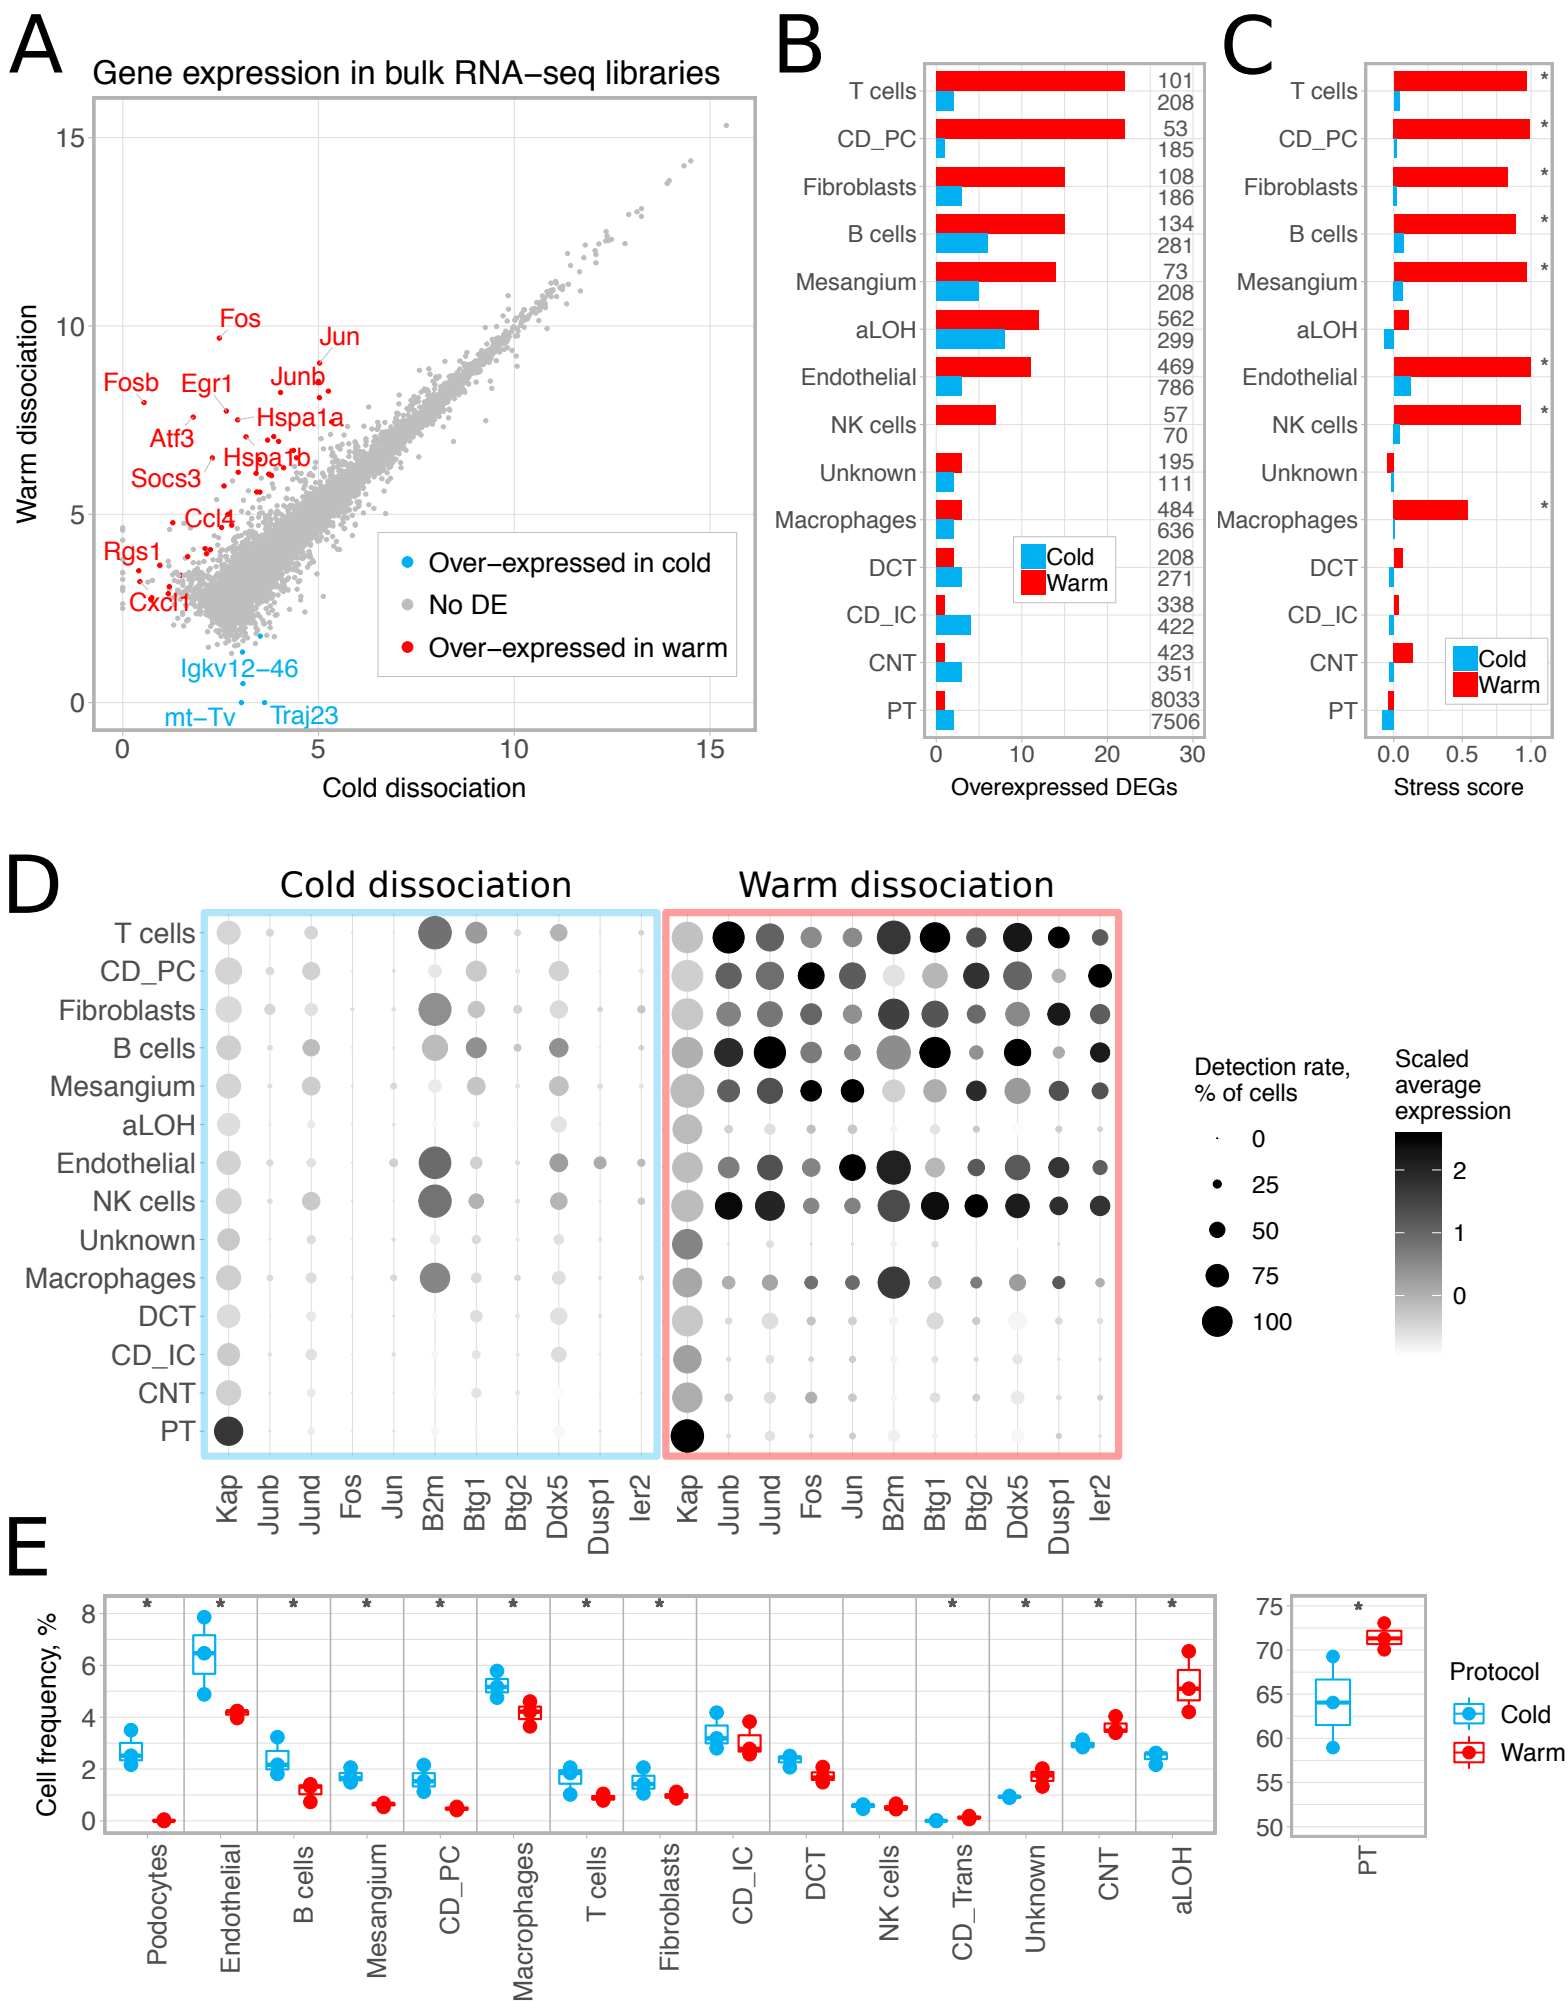 A
Gene expression in bulk RNA−seq libraries
Warm dissociation
15
10
5
0
Fos
Jun
Fosb
Egr1
Junb
Hspa1a
Atf3
Hspa1b
Socs3
Ccl4
Rgs1
Cxcl1
Igkv12−46
mt−Tv
Traj23
Over−expressed in cold
No DE
Over−expressed in warm
0 5 10 15
Cold dissociation
B
T cells 101 208
CD_PC 53 185
Fibroblasts 108 186
B cells 134 281
Mesangium 73 208
aLOH 562 299
Endothelial 469 786
NK cells 57 70
Unknown 195 111
Macrophages 484 636
DCT 208 271
CD_IC 338 422
CNT 423 351
PT 8033 7506
Cold
Warm
0 10 20 30
Overexpressed DEGs
C
T cells *
CD_PC *
Fibroblasts *
B cells *
Mesangium *
aLOH
Endothelial *
NK cells *
Unknown
Macrophages *
DCT
CD_IC
CNT
PT
Cold
Warm
0.0 0.5 1.0
Stress score
D
Cold dissociation
Warm dissociation
T cells
CD_PC
Fibroblasts
B cells
Mesangium
aLOH
Endothelial
NK cells
Unknown
Macrophages
DCT
CD_IC
CNT
PT
Kap Junb Jund Fos Jun B2m Btg1 Btg2 Ddx5 Dusp1 Ier2
Kap Junb Jund Fos Jun B2m Btg1 Btg2 Ddx5 Dusp1 Ier2
Detection rate,
% of cells
0
25
50
75
100
Scaled
average
expression
2
1
0
E
Cell frequency, %
8
6
4
2
0
* * * * * * * * * * * *
Podocytes Endothelial B cells Mesangium CD_PC Macrophages T cells Fibroblasts CD_IC DCT NK cells CD_Trans Unknown CNT aLOH
75
70
65
60
55
50
*
PT
Protocol
Cold
Warm